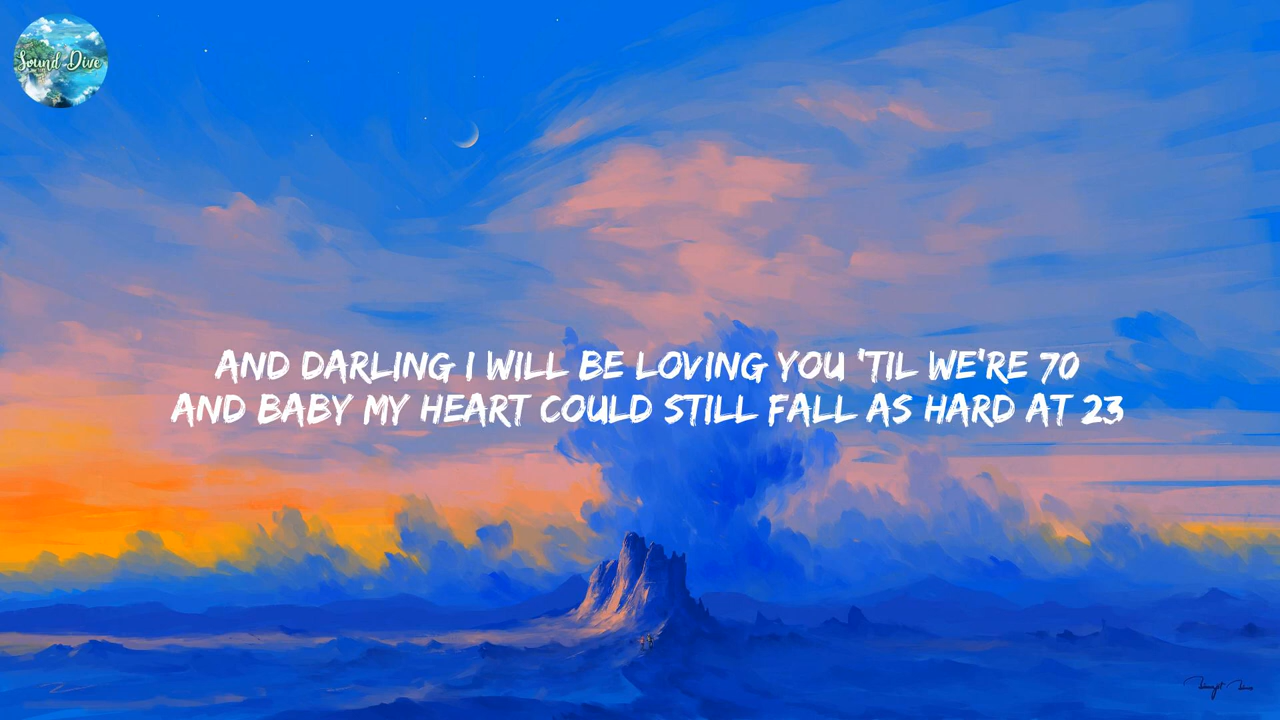 Sound Dive
AND DARLING I WILL BE LOVING YOU 'TIL WE'RE 70
AND BABY MY HEART COULD STILL FALL AS HARD AT 23